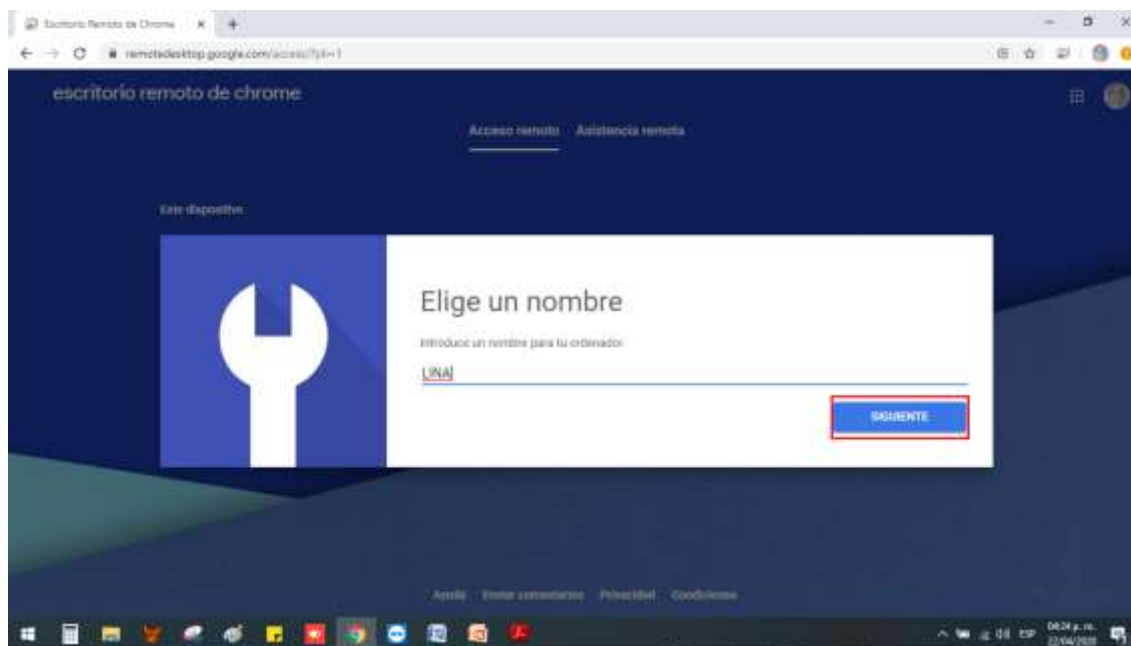 Escritorio Remoto de Chrome
remotedesktop.google.com/access/?pli=1
escritorio remoto de chrome
Acceso remoto Asistencia remota
Este dispositivo
Elige un nombre
Introduce un nombre para tu ordenador
LINA
SIGUIENTE
Ayuda Enviar comentarios Privacidad Condiciones
ESP
04:24 p. m.
22/04/2020